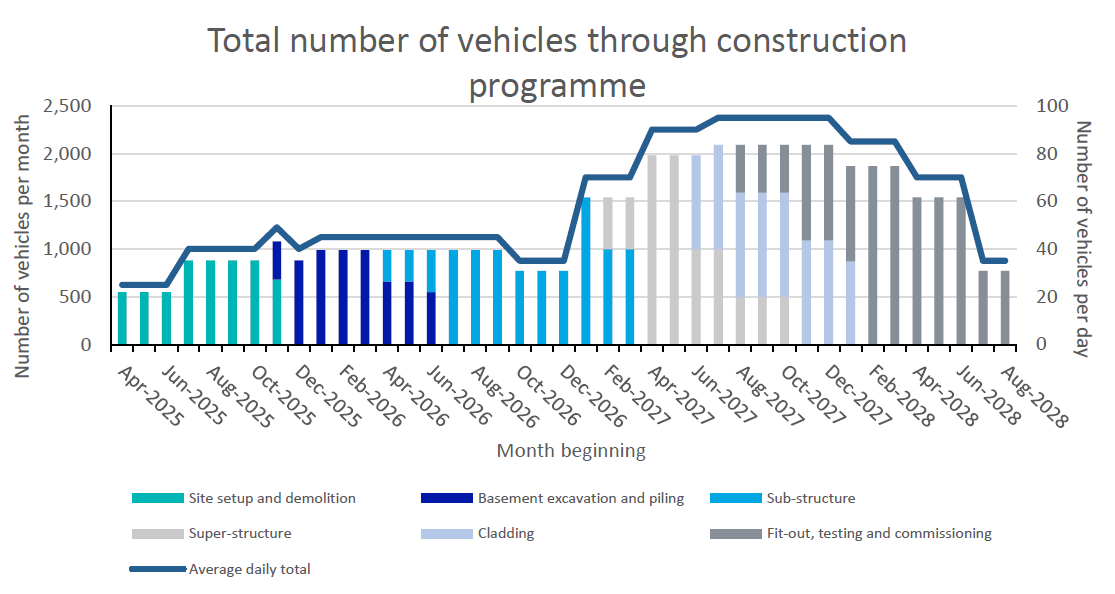 Total number of vehicles through construction
programme
Number of vehicles per month
2,500
2,000
1,500
1,000
500
0
100
80
60
40
20
0
Number of vehicles per day
Apr-2025
Jun-2025
Aug-2025
Oct-2025
Dec-2025
Feb-2026
Apr-2026
Jun-2026
Aug-2026
Oct-2026
Dec-2026
Feb-2027
Apr-2027
Jun-2027
Aug-2027
Oct-2027
Dec-2027
Feb-2028
Apr-2028
Jun-2028
Aug-2028
Month beginning
Site setup and demolition
Basement excavation and piling
Sub-structure
Super-structure
Cladding
Fit-out, testing and commissioning
Average daily total